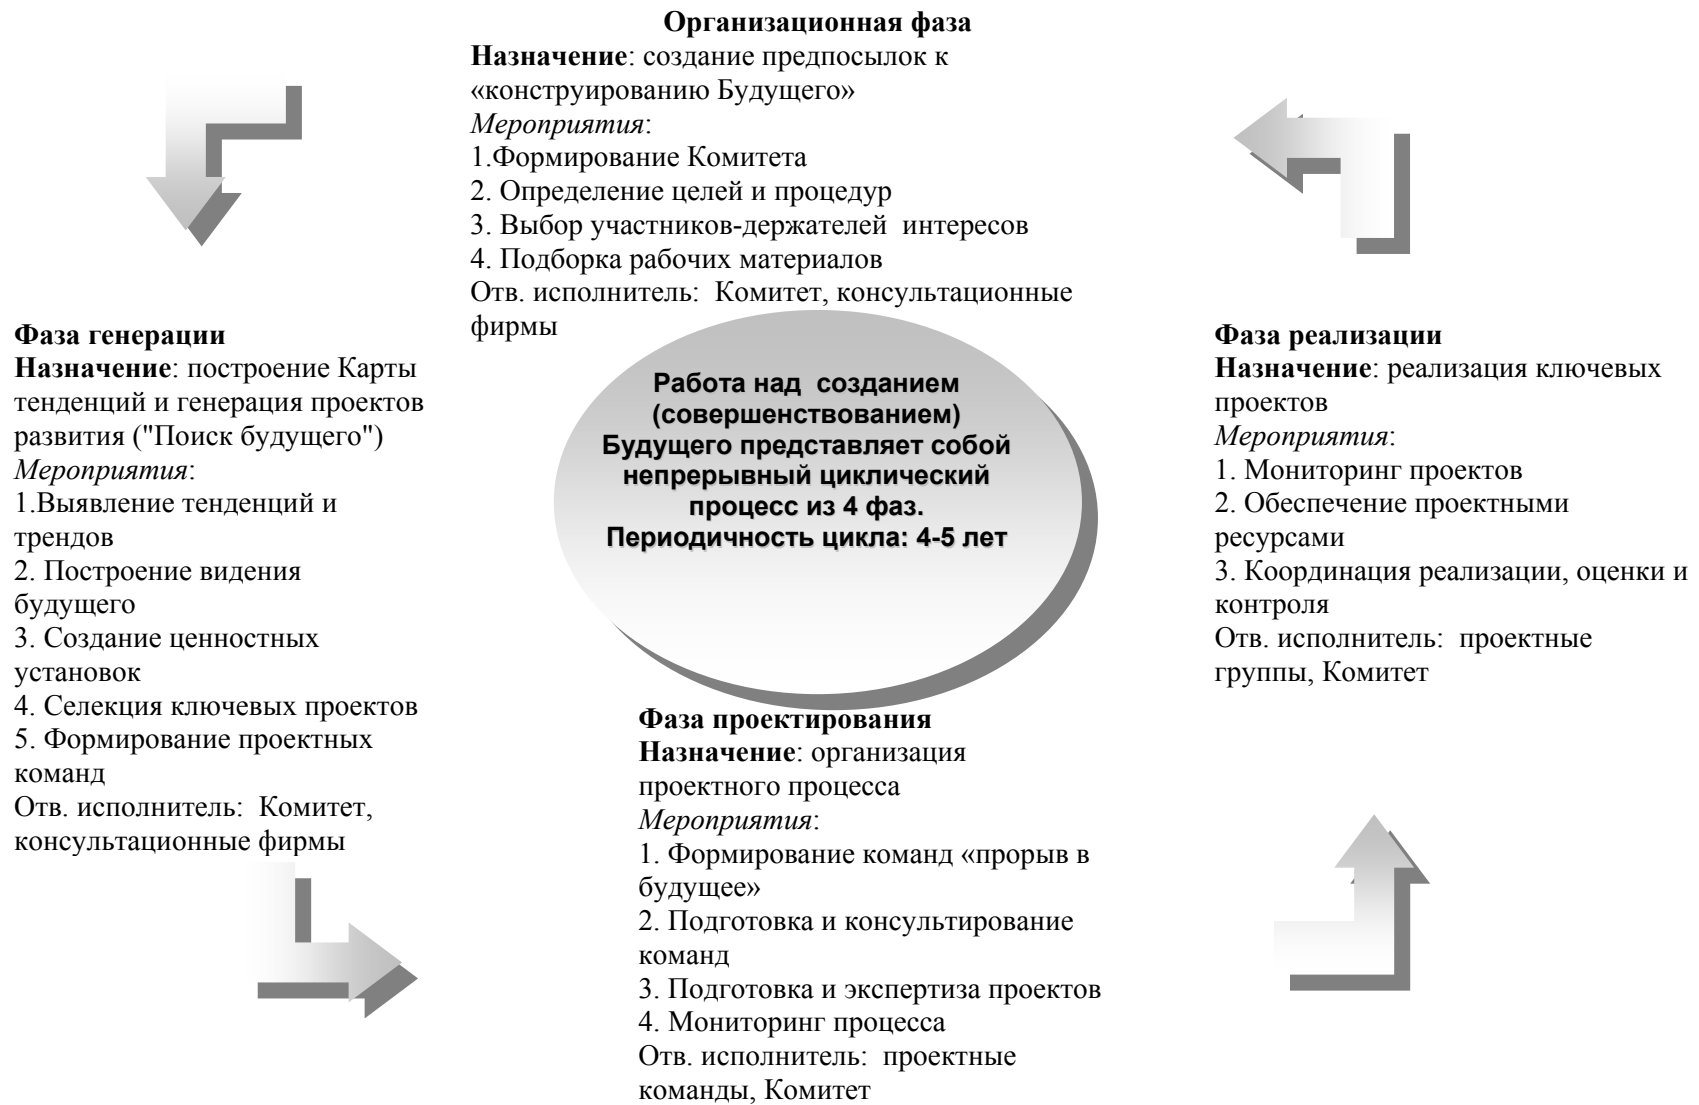 Организационная фаза
Назначение: создание предпосылок к
«конструированию Будущего»
Мероприятия:
1.Формирование Комитета
2. Определение целей и процедур
3. Выбор участников-держателей  интересов
4. Подборка рабочих материалов
Отв. исполнитель:  Комитет, консультационные
фирмы
Фаза генерации
Назначение: построение Карты
тенденций и генерация проектов
развития ("Поиск будущего")
Мероприятия:
1.Выявление тенденций и
трендов
2. Построение видения
будущего
3. Создание ценностных
установок
4. Селекция ключевых проектов
5. Формирование проектных
команд
Отв. исполнитель:  Комитет,
консультационные фирмы
Работа над  созданием
(совершенствованием)
Будущего представляет собой
непрерывный циклический
процесс из 4 фаз.
Периодичность цикла: 4-5 лет
Фаза реализации
Назначение: реализация ключевых
проектов
Мероприятия:
1. Мониторинг проектов
2. Обеспечение проектными
ресурсами
3. Координация реализации, оценки и
контроля
Отв. исполнитель:  проектные
группы, Комитет
Фаза проектирования
Назначение: организация
проектного процесса
Мероприятия:
1. Формирование команд «прорыв в
будущее»
2. Подготовка и консультирование
команд
3. Подготовка и экспертиза проектов
4. Мониторинг процесса
Отв. исполнитель:  проектные
команды, Комитет